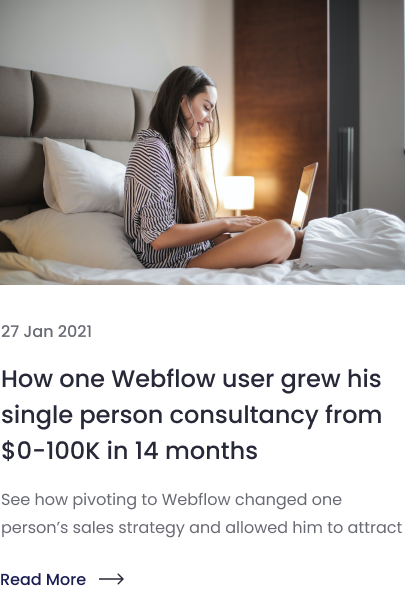 27 Jan 2021
How one Webflow user grew his
single person consultancy from
$0-100K in 14 months
See how pivoting to Webflow changed one
person’s sales strategy and allowed him to attract
Read More